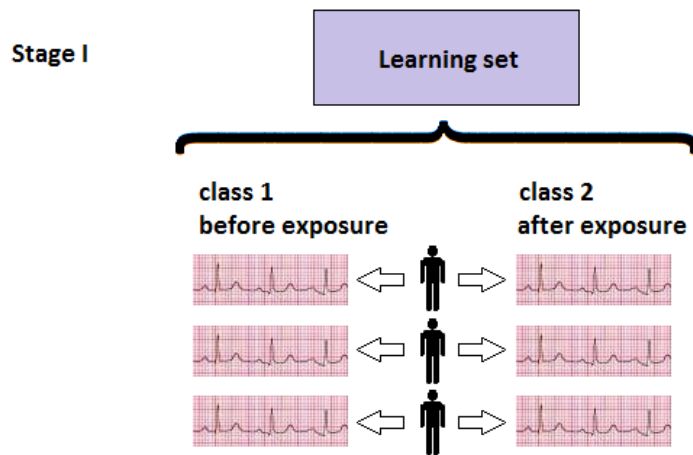 Stage I
Learning set
class 1
before exposure
class 2
after exposure